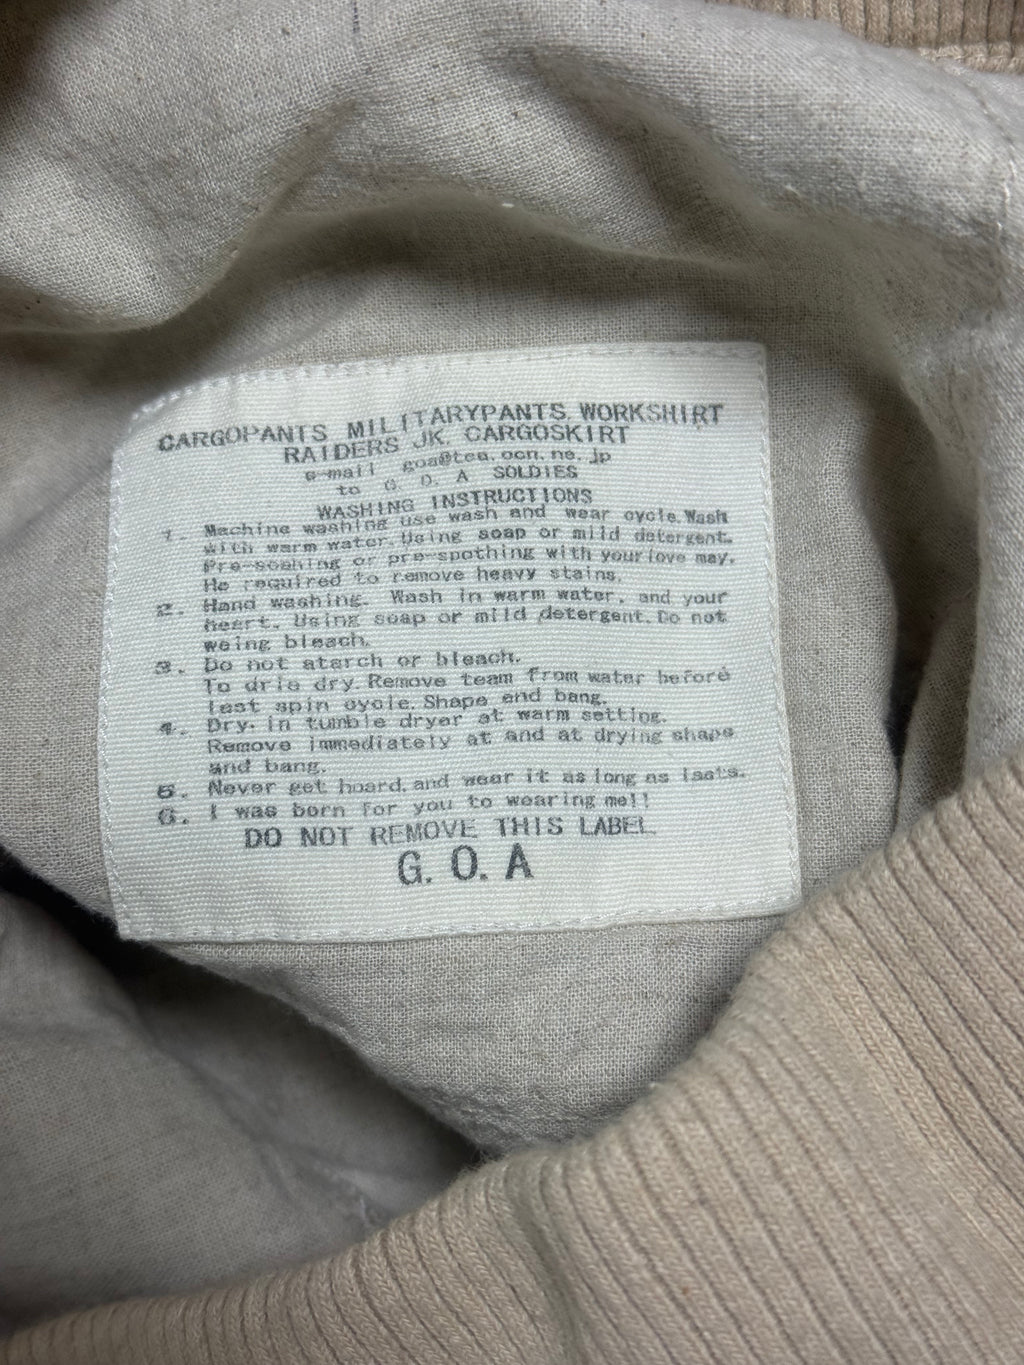 CARGOPANTS MILITARYPANTS. WORKSHIRT
RAIDERS JK. CARGOSKIRT
e-mail goa@tea.ocn.ne.jp
to G. O. A SOLDIES
WASHING INSTRUCTIONS
1. Machine washing use wash and wear cycle. Wash
with warm water. Using soap or mild detergent.
Pre-soahing or pre-spothing with your love may.
He required to remove heavy stains.
2. Hand washing. Wash in warm water, and your
heart. Using soap or mild detergent. Do not
weing bleach.
3. Do not atarch or bleach.
To drie dry. Remove team from water before
last spin cycle. Shape and bang.
4. Dry. in tumble dryer at warm setting.
Remove immediately at and at drying shape
and bang.
5. Never get hoard. and wear it as long as lasts.
6. I was born for you to wearing me!!
DO NOT REMOVE THIS LABEL
G. O. A